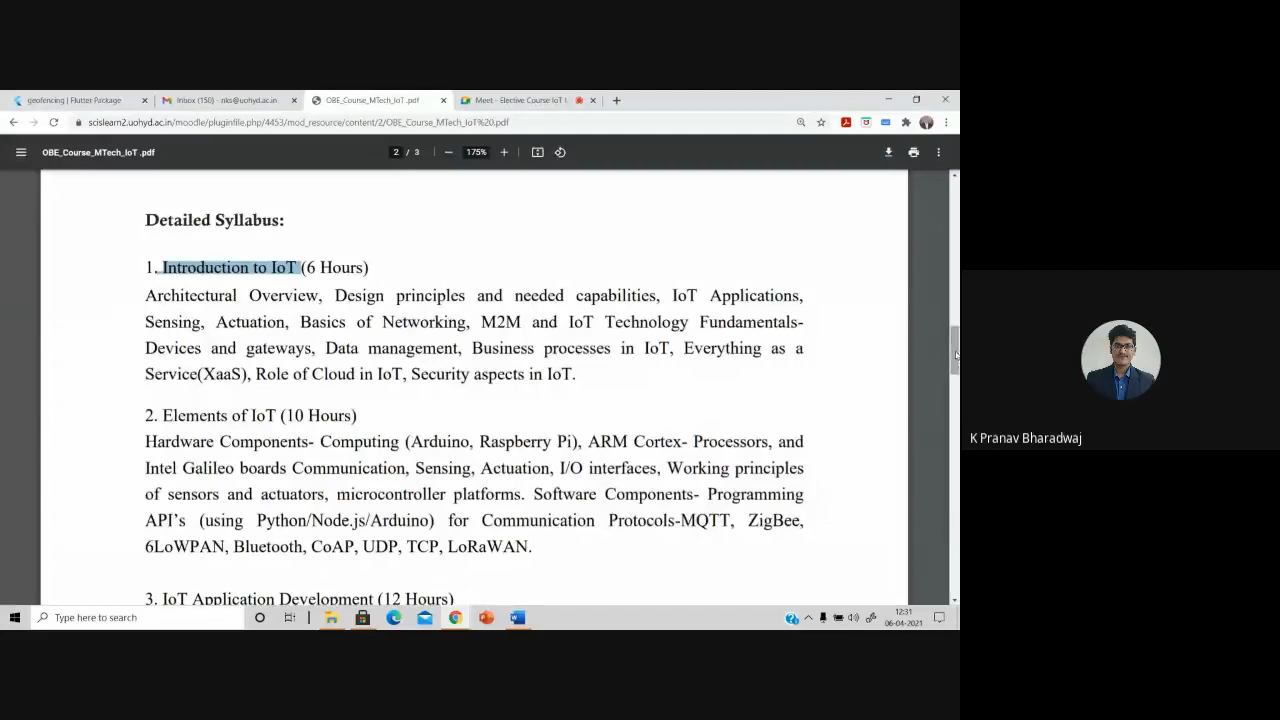 geofencing | Flutter Package
Inbox (150) - nks@uohyd.ac.in
OBE_Course_MTech_IoT .pdf
Meet - Elective Course IoT I
scislearn2.uohyd.ac.in/moodle/pluginfile.php/4453/mod_resource/content/2/OBE_Course_MTech_IoT%20.pdf
OBE_Course_MTech_IoT .pdf
2 / 3
175%
Detailed Syllabus:
1. Introduction to IoT (6 Hours)
Architectural Overview, Design principles and needed capabilities, IoT Applications,
Sensing, Actuation, Basics of Networking, M2M and IoT Technology Fundamentals-
Devices and gateways, Data management, Business processes in IoT, Everything as a
Service(XaaS), Role of Cloud in IoT, Security aspects in IoT.
2. Elements of IoT (10 Hours)
Hardware Components- Computing (Arduino, Raspberry Pi), ARM Cortex- Processors, and
Intel Galileo boards Communication, Sensing, Actuation, I/O interfaces, Working principles
of sensors and actuators, microcontroller platforms. Software Components- Programming
API's (using Python/Node.js/Arduino) for Communication Protocols-MQTT, ZigBee,
6LoWPAN, Bluetooth, CoAP, UDP, TCP, LoRaWAN.
3. IoT Application Development (12 Hours)
K Pranav Bharadwaj
Type here to search
12:31
06-04-2021